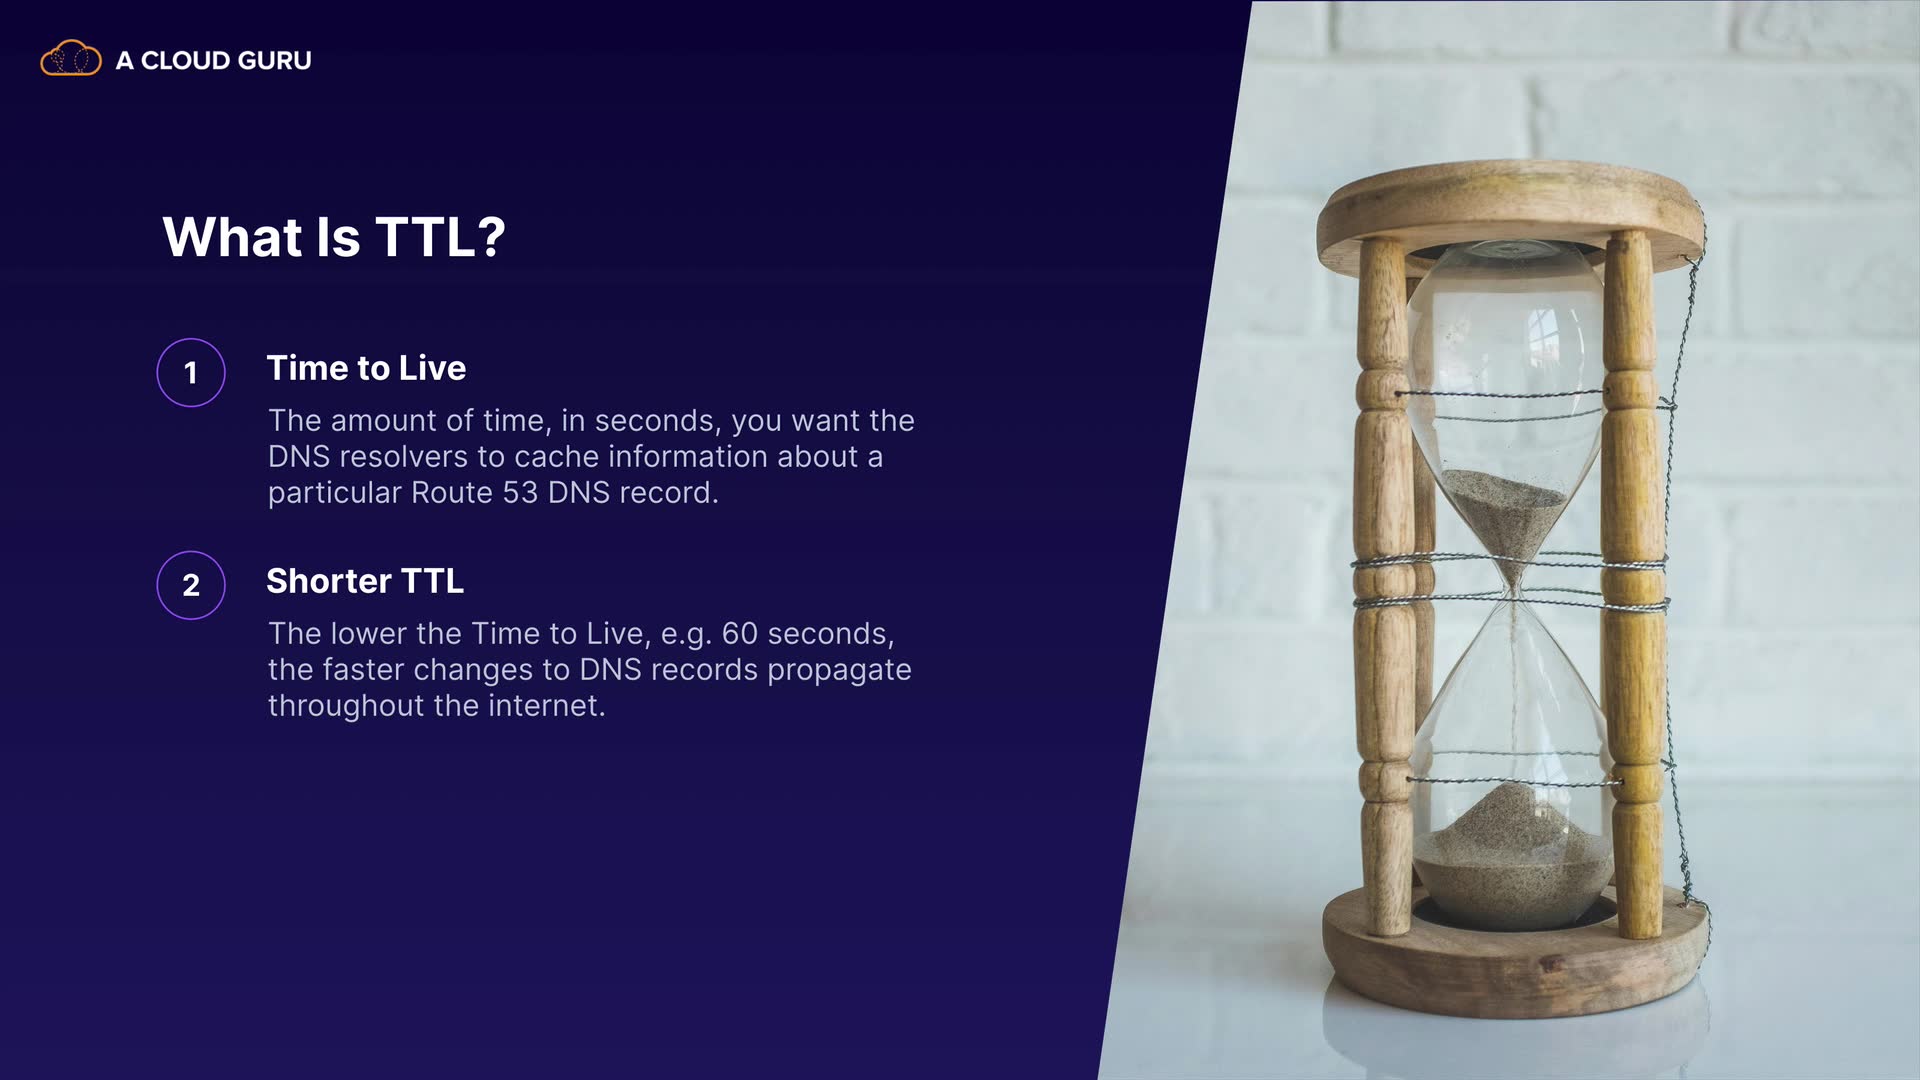 A CLOUD GURU
What Is TTL?
1
Time to Live
The amount of time, in seconds, you want the
DNS resolvers to cache information about a
particular Route 53 DNS record.
2
Shorter TTL
The lower the Time to Live, e.g. 60 seconds,
the faster changes to DNS records propagate
throughout the internet.